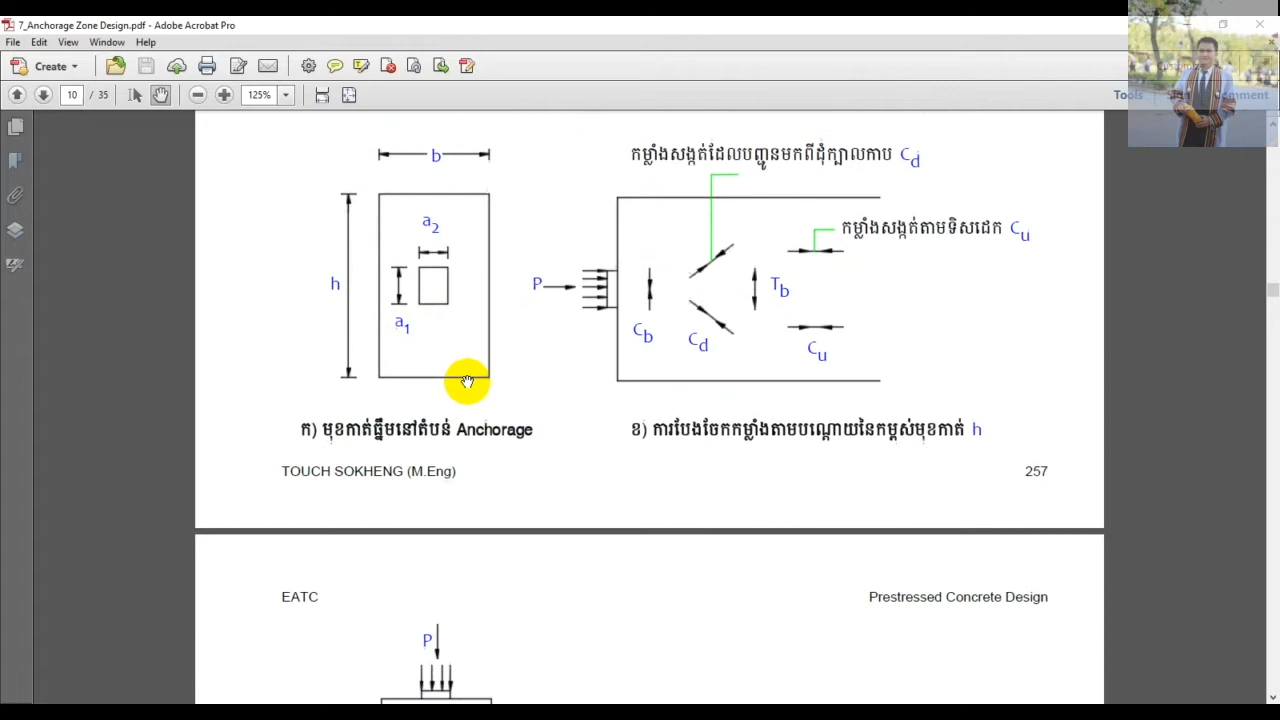 7_Anchorage Zone Design.pdf - Adobe Acrobat Pro
File Edit View Window Help
Create
Customize
10 / 35 125% Tools Sign Comment
b
កម្លាំងសង្កត់ដែលបញ្ជូនមកពីដុំក្បាលកាប Cd
a2
កម្លាំងសង្កត់តាមទិសដេក Cu
h
P
Tb
a1
Cb
Cd
Cu
ក) មុខកាត់ធ្នឹមនៅតំបន់ Anchorage
ខ) ការបែងចែកកម្លាំងតាមបណ្តោយនៃកម្ពស់មុខកាត់ h
TOUCH SOKHENG (M.Eng) 257
EATC Prestressed Concrete Design
P